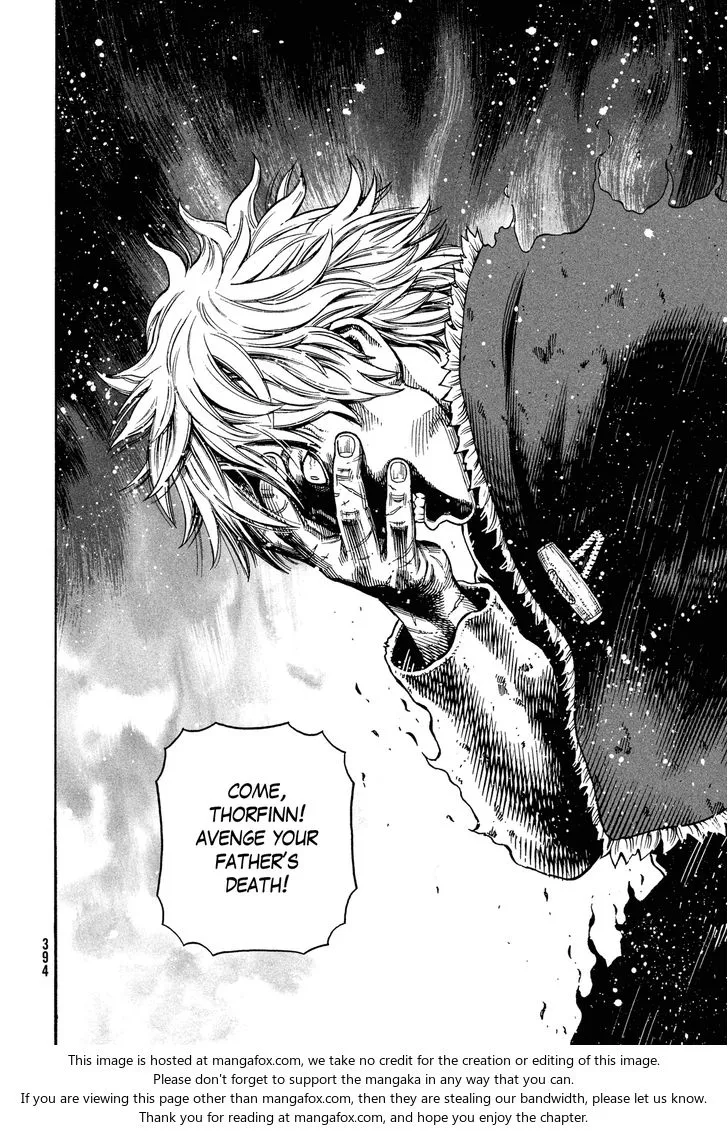 COME,
THORFINN!
AVENGE YOUR
FATHER'S
DEATH!
394
This image is hosted at mangafox.com, we take no credit for the creation or editing of this image.
Please don't forget to support the mangaka in any way that you can.
If you are viewing this page other than mangafox.com, then they are stealing our bandwidth, please let us know.
Thank you for reading at mangafox.com, and hope you enjoy the chapter.